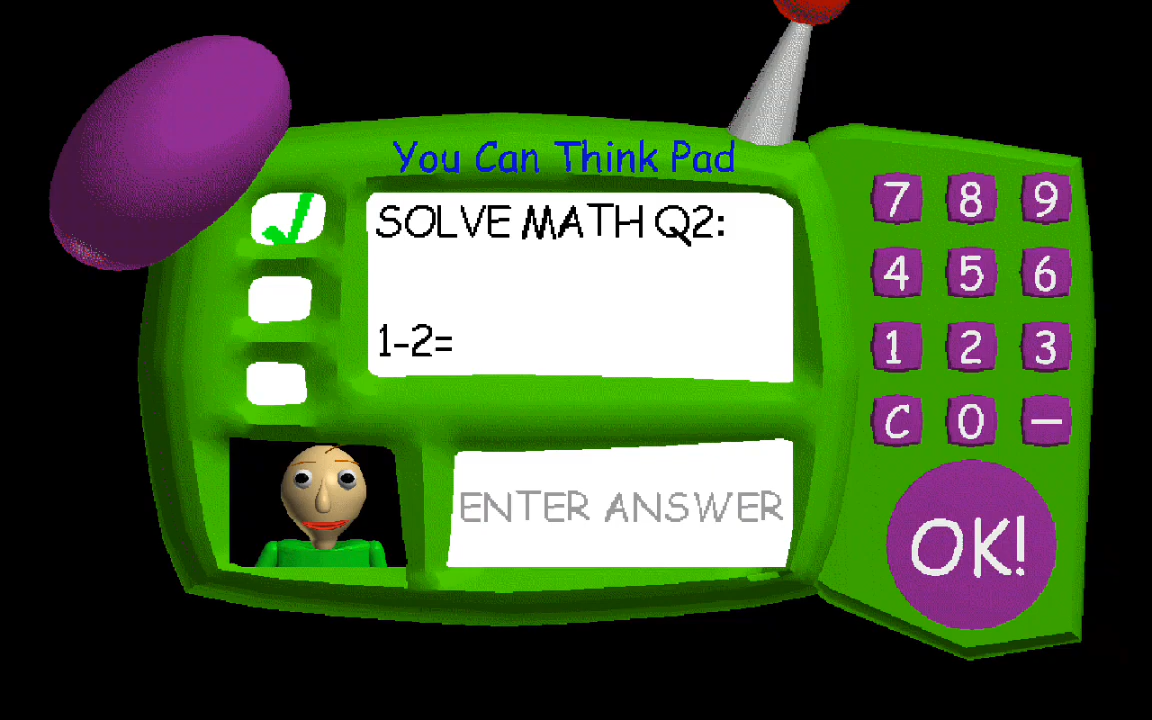 You Can Think Pad
SOLVE MATH Q2:
1-2=
ENTER ANSWER
7 8 9
4 5 6
1 2 3
C 0 -
OK!